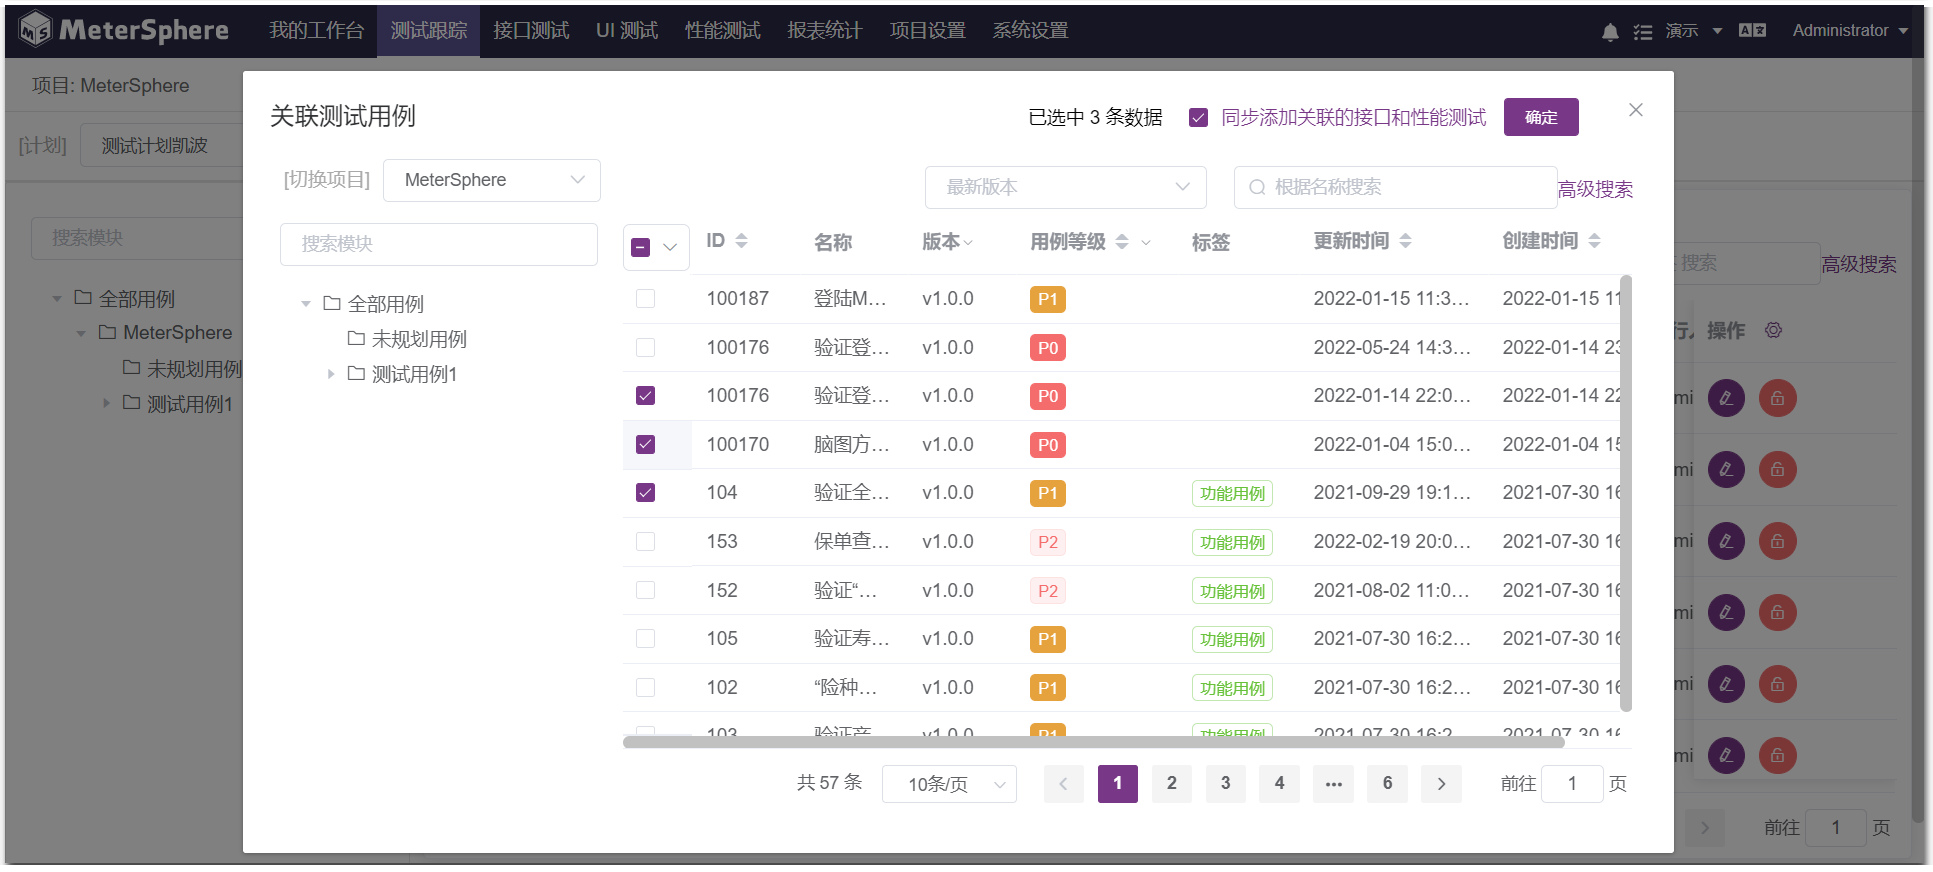 MeterSphere 我的工作台 测试跟踪 接口测试 UI 测试 性能测试 报表统计 项目设置 系统设置 演示 Administrator
项目: MeterSphere
[计划] 测试计划凯波
搜索模块
全部用例
MeterSphere
未规划用例
测试用例1
关联测试用例 已选中 3 条数据 同步添加关联的接口和性能测试 确定
[切换项目] MeterSphere 最新版本 根据名称搜索 高级搜索
搜索模块
全部用例
未规划用例
测试用例1
ID 名称 版本 用例等级 标签 更新时间 创建时间
100187 登陆M... v1.0.0 P1 2022-01-15 11:3... 2022-01-15 11
100176 验证登... v1.0.0 P0 2022-05-24 14:3... 2022-01-14 23
100176 验证登... v1.0.0 P0 2022-01-14 22:0... 2022-01-14 22
100170 脑图方... v1.0.0 P0 2022-01-04 15:0... 2022-01-04 15
104 验证全... v1.0.0 P1 功能用例 2021-09-29 19:1... 2021-07-30 16
153 保单查... v1.0.0 P2 功能用例 2022-02-19 20:0... 2021-07-30 16
152 验证“... v1.0.0 P2 功能用例 2021-08-02 11:0... 2021-07-30 16
105 验证寿... v1.0.0 P1 功能用例 2021-07-30 16:2... 2021-07-30 16
102 “险种... v1.0.0 P1 功能用例 2021-07-30 16:2... 2021-07-30 16
103 验证产 v1.0.0 P1 功能用例 2021-07-30 16:2 2021-07-30 16
共 57 条 10条/页 1 2 3 4 ... 6 前往 1 页
搜索 高级搜索
行人 操作
mi
mi
mi
mi
mi
mi
前往 1 页